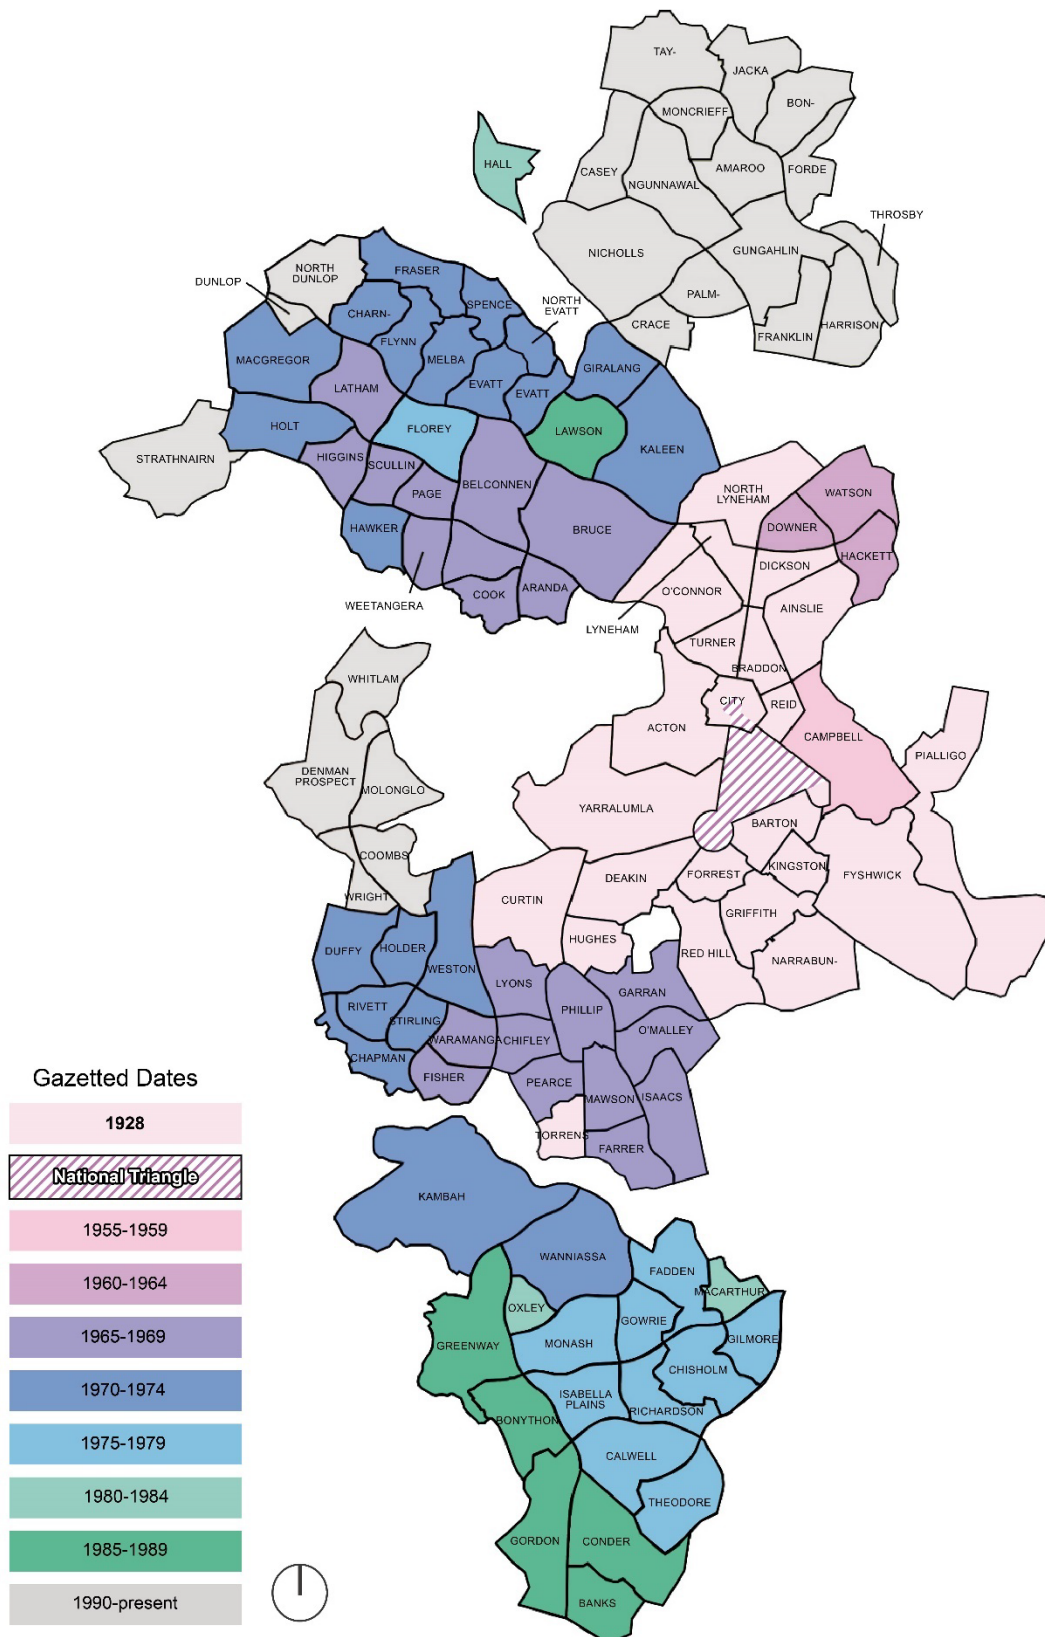 TAY-
JACKA
BON-
MONCRIEFF
HALL
CASEY
NGUNNAWAL
AMAROO
FORDE
THROSBY
NICHOLLS
GUNGAHLIN
PALM-
CRACE
FRANKLIN
HARRISON
DUNLOP
NORTH
DUNLOP
FRASER
SPENCE
NORTH
EVATT
CHARN-
FLYNN
MELBA
MACGREGOR
LATHAM
EVATT
EVATT
GIRALANG
HOLT
FLOREY
LAWSON
KALEEN
STRATHNAIRN
HIGGINS
SCULLIN
PAGE
BELCONNEN
HAWKER
BRUCE
WEETANGERA
COOK
ARANDA
NORTH
LYNEHAM
WATSON
DOWNER
HACKETT
DICKSON
O'CONNOR
AINSLIE
LYNEHAM
TURNER
BRADDON
CITY
REID
ACTON
CAMPBELL
PIALLIGO
WHITLAM
DENMAN
PROSPECT
MOLONGLO
COOMBS
WRIGHT
YARRALUMLA
BARTON
DEAKIN
FORREST
KINGSTON
FYSHWICK
CURTIN
GRIFFITH
HUGHES
RED HILL
NARRABUN-
DUFFY
HOLDER
WESTON
LYONS
PHILLIP
GARRAN
RIVETT
STIRLING
WARAMANGA
CHIFLEY
O'MALLEY
CHAPMAN
FISHER
PEARCE
MAWSON
ISAACS
TORRENS
FARRER
KAMBAH
WANNIASSA
FADDEN
MACARTHUR
OXLEY
GOWRIE
GREENWAY
MONASH
GILMORE
CHISHOLM
ISABELLA
PLAINS
RICHARDSON
BONYTHON
CALWELL
THEODORE
GORDON
CONDER
BANKS
Gazetted Dates
1928
National Triangle
1955-1959
1960-1964
1965-1969
1970-1974
1975-1979
1980-1984
1985-1989
1990-present